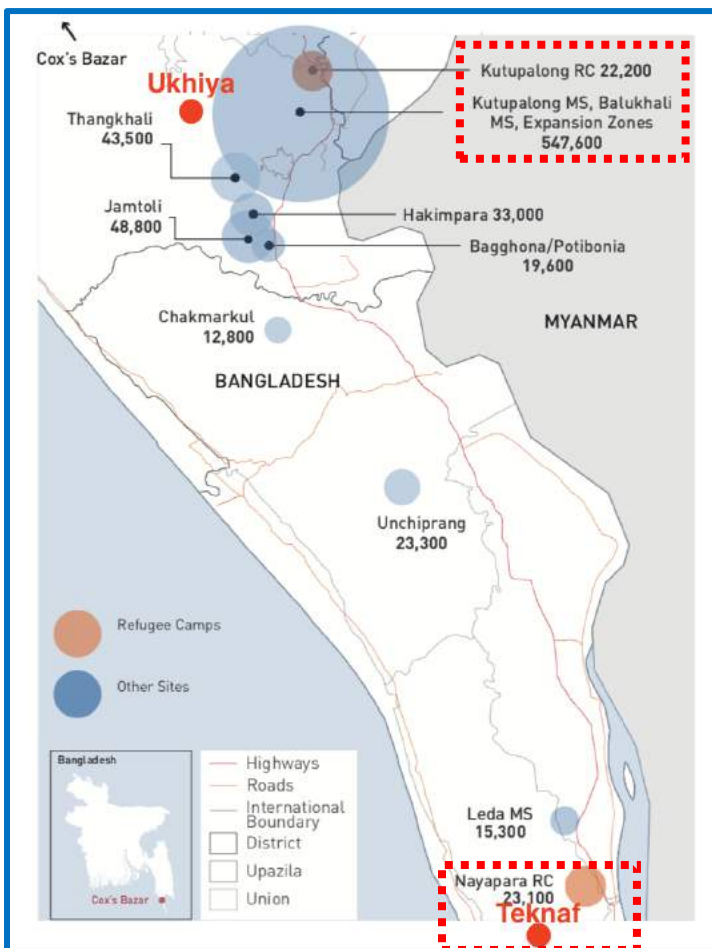 Cox's Bazar
Ukhiya
Kutupalong RC 22,200
Kutupalong MS, Balukhali
MS, Expansion Zones
547,600
Thangkhali
43,500
Jamtoli
48,800
Hakimpara 33,000
Bagghona/Potibonia
19,600
Chakmarkul
12,800
MYANMAR
BANGLADESH
Unchiprang
23,300
Refugee Camps
Other Sites
Bangladesh
Cox's Bazar
Highways
Roads
International
Boundary
District
Upazila
Union
Leda MS
15,300
Nayapara RC
23,100
Teknaf